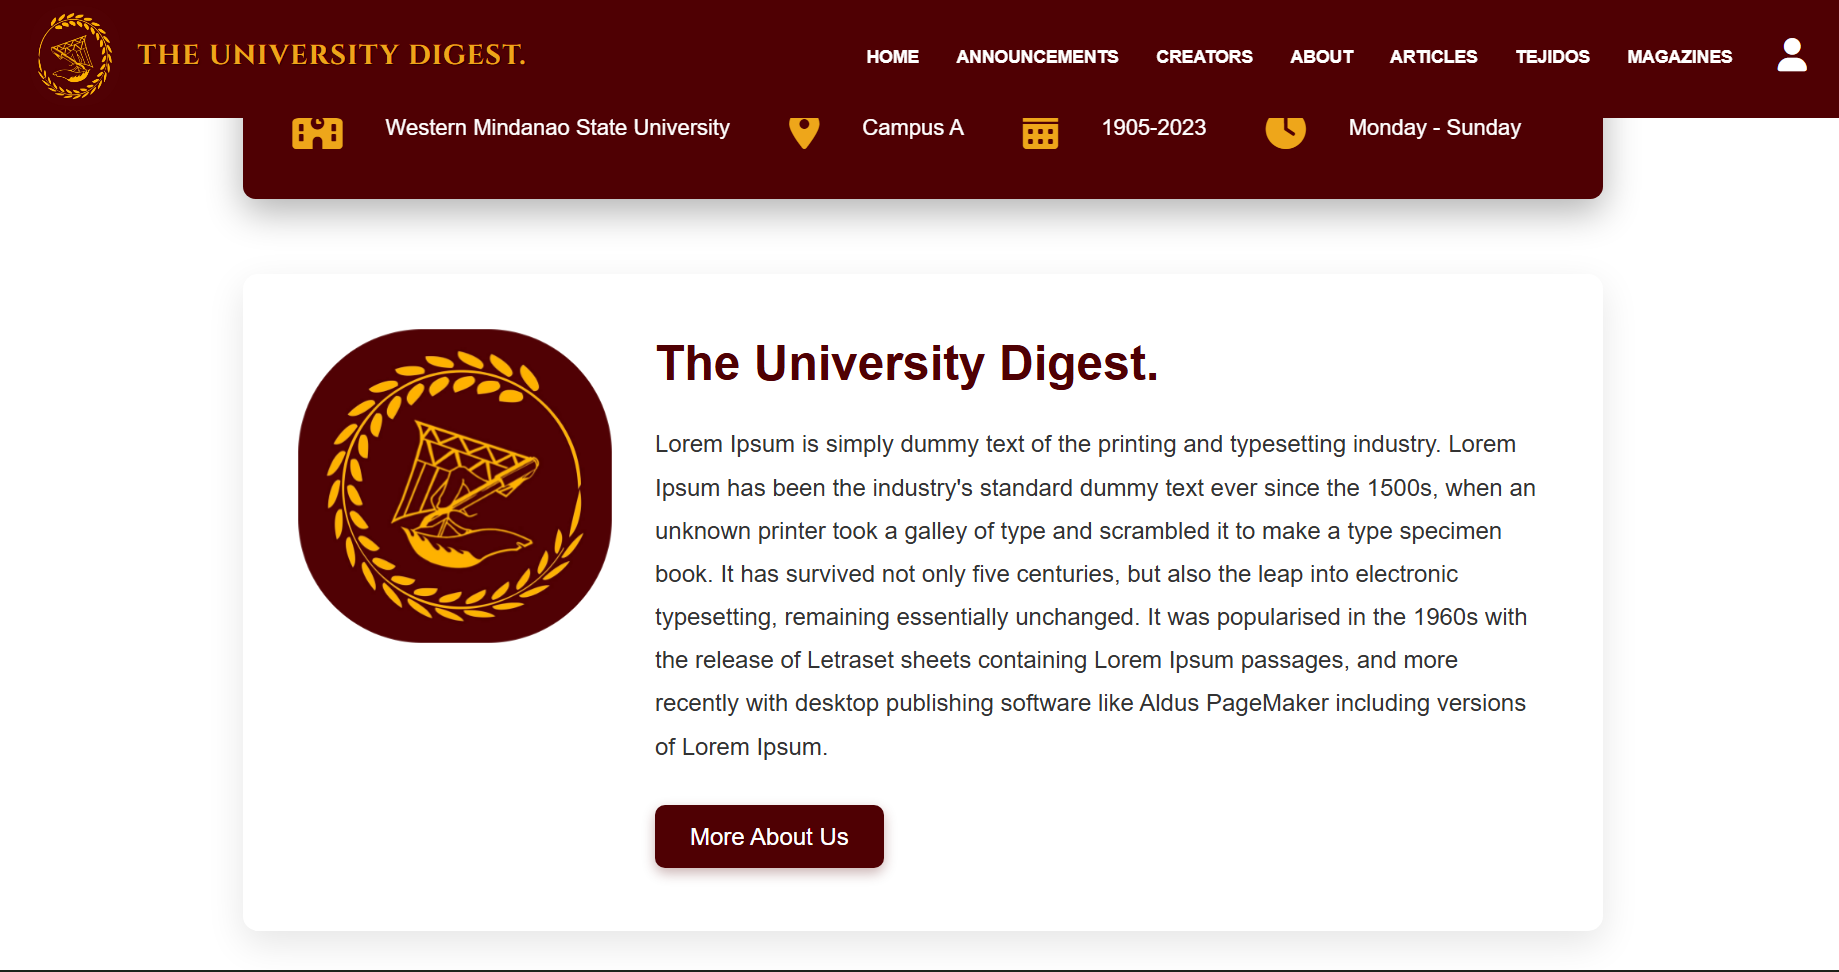 THE UNIVERSITY DIGEST.
HOME ANNOUNCEMENTS CREATORS ABOUT ARTICLES TEJIDOS MAGAZINES
Western Mindanao State University Campus A 1905-2023 Monday - Sunday
The University Digest.
Lorem Ipsum is simply dummy text of the printing and typesetting industry. Lorem
Ipsum has been the industry's standard dummy text ever since the 1500s, when an
unknown printer took a galley of type and scrambled it to make a type specimen
book. It has survived not only five centuries, but also the leap into electronic
typesetting, remaining essentially unchanged. It was popularised in the 1960s with
the release of Letraset sheets containing Lorem Ipsum passages, and more
recently with desktop publishing software like Aldus PageMaker including versions
of Lorem Ipsum.
More About Us